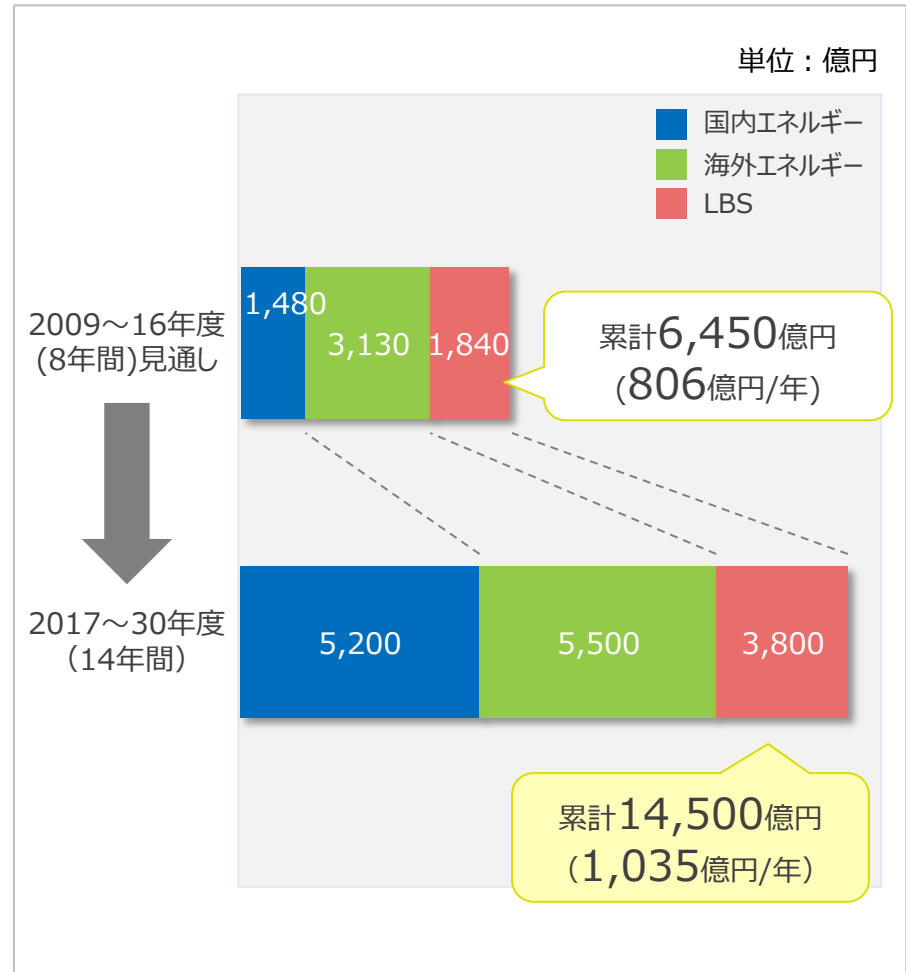 単位：億円
国内エネルギー
海外エネルギー
LBS
2009～16年度
(8年間)見通し
1,480
3,130
1,840
累計6,450億円
(806億円/年)
2017～30年度
（14年間）
5,200
5,500
3,800
累計14,500億円
（1,035億円/年）